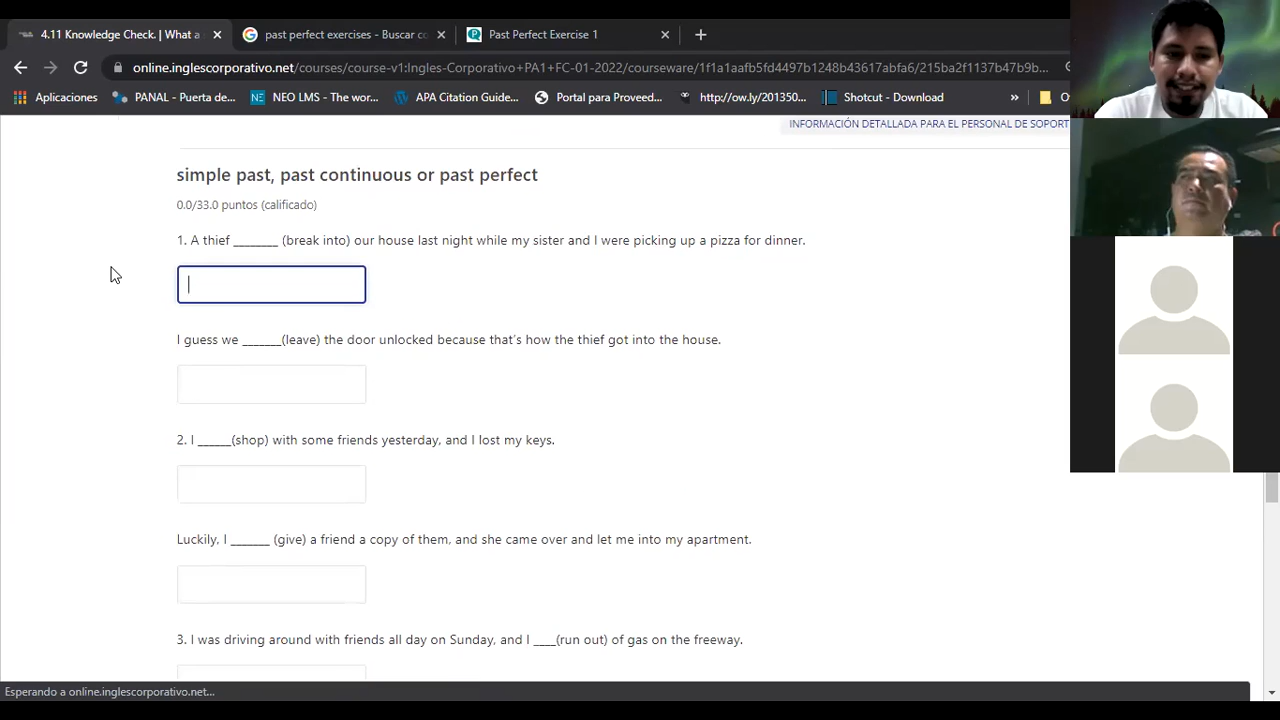 4.11 Knowledge Check. | What a
past perfect exercises - Buscar co
Past Perfect Exercise 1
online.inglescorporativo.net/courses/course-v1:Ingles-Corporativo+PA1+FC-01-2022/courseware/1f1a1aafb5fd4497b1248b43617abfa6/215ba2f1137b47b9b...
Aplicaciones
PANAL - Puerta de...
NEO LMS - The wor...
APA Citation Guide...
Portal para Proveed...
http://ow.ly/201350...
Shotcut - Download
»
INFORMACIÓN DETALLADA PARA EL PERSONAL DE SOPORT
simple past, past continuous or past perfect
0.0/33.0 puntos (calificado)
1. A thief ________ (break into) our house last night while my sister and I were picking up a pizza for dinner.
I guess we _______(leave) the door unlocked because that's how the thief got into the house.
2. I ______(shop) with some friends yesterday, and I lost my keys.
Luckily, I _______ (give) a friend a copy of them, and she came over and let me into my apartment.
3. I was driving around with friends all day on Sunday, and I ____(run out) of gas on the freeway.
Esperando a online.inglescorporativo.net...